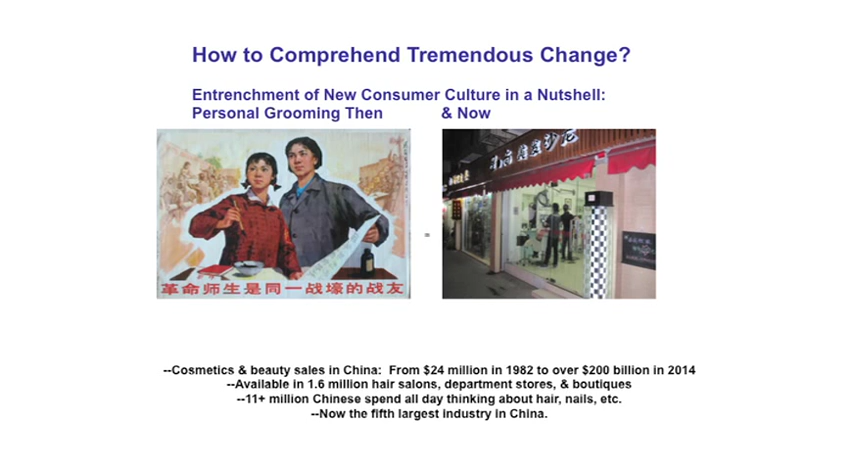 How to Comprehend Tremendous Change?
Entrenchment of New Consumer Culture in a Nutshell:
Personal Grooming Then & Now
革命师生是同一战壕的战友
=
--Cosmetics & beauty sales in China: From $24 million in 1982 to over $200 billion in 2014
--Available in 1.6 million hair salons, department stores, & boutiques
--11+ million Chinese spend all day thinking about hair, nails, etc.
--Now the fifth largest industry in China.